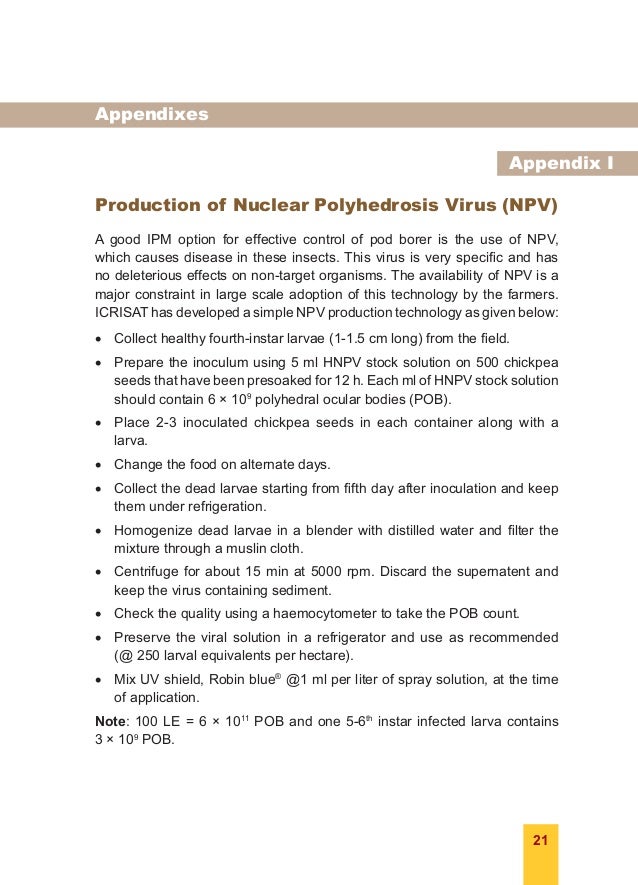 Appendixes
Appendix I
Production of Nuclear Polyhedrosis Virus (NPV)
A good IPM option for effective control of pod borer is the use of NPV,
which causes disease in these insects. This virus is very specific and has
no deleterious effects on non-target organisms. The availability of NPV is a
major constraint in large scale adoption of this technology by the farmers.
ICRISAT has developed a simple NPV production technology as given below:
• Collect healthy fourth-instar larvae (1-1.5 cm long) from the field.
• Prepare the inoculum using 5 ml HNPV stock solution on 500 chickpea
seeds that have been presoaked for 12 h. Each ml of HNPV stock solution
should contain 6 × 10⁹ polyhedral ocular bodies (POB).
• Place 2-3 inoculated chickpea seeds in each container along with a
larva.
• Change the food on alternate days.
• Collect the dead larvae starting from fifth day after inoculation and keep
them under refrigeration.
• Homogenize dead larvae in a blender with distilled water and filter the
mixture through a muslin cloth.
• Centrifuge for about 15 min at 5000 rpm. Discard the supernatent and
keep the virus containing sediment.
• Check the quality using a haemocytometer to take the POB count.
• Preserve the viral solution in a refrigerator and use as recommended
(@ 250 larval equivalents per hectare).
• Mix UV shield, Robin blue® @1 ml per liter of spray solution, at the time
of application.
Note: 100 LE = 6 × 10¹¹ POB and one 5-6ᵗʰ instar infected larva contains
3 × 10⁹ POB.
21